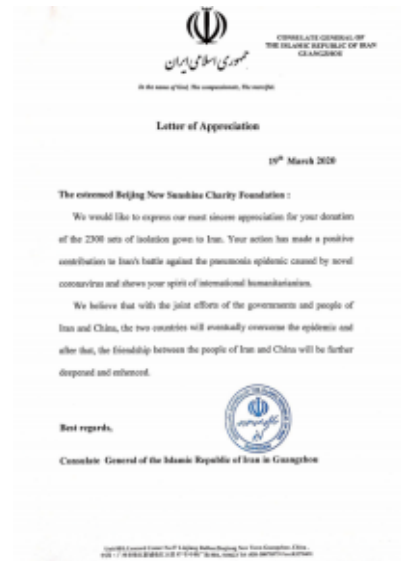 CONSULATE GENERAL OF
THE ISLAMIC REPUBLIC OF IRAN
GUANGZHOU
جمهوری اسلامی ایران
In the name of God, The compassionate, The merciful
Letter of Appreciation
19th March 2020
The esteemed Beijing New Sunshine Charity Foundation :
We would like to express our most sincere appreciation for your donation
of the 2300 sets of isolation gown to Iran. Your action has made a positive
contribution to Iran's battle against the pneumonia epidemic caused by novel
coronavirus and shows your spirit of international humanitarianism.
We believe that with the joint efforts of the governments and people of
Iran and China, the two countries will eventually overcome the epidemic and
after that, the friendship between the people of Iran and China will be further
deepened and enhenced.
Best regards,
Consulate General of the Islamic Republic of Iran in Guangzhou